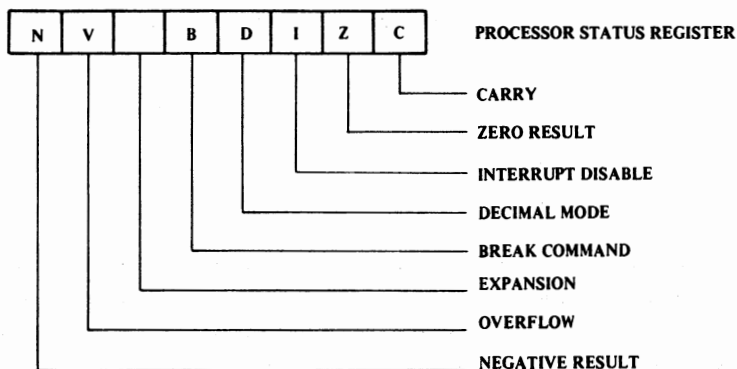 N V B D I Z C PROCESSOR STATUS REGISTER
CARRY
ZERO RESULT
INTERRUPT DISABLE
DECIMAL MODE
BREAK COMMAND
EXPANSION
OVERFLOW
NEGATIVE RESULT